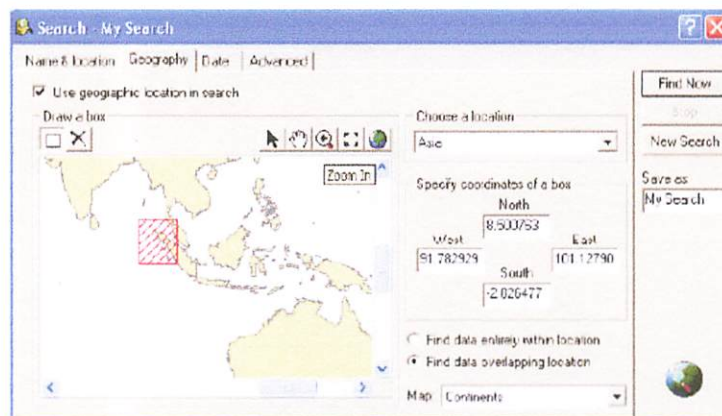 Search - My Search
Name & location Geography Date Advanced
Use geographic location in search
Draw a box
Zoom In
Choose a location
Asia
Specify coordinates of a box
North
8.600763
West
91.782929
East
101.12790
South
-2.026477
Find data entirely within location
Find data overlapping location
Map: Continents
Find Now
Stop
New Search
Save as
My Search